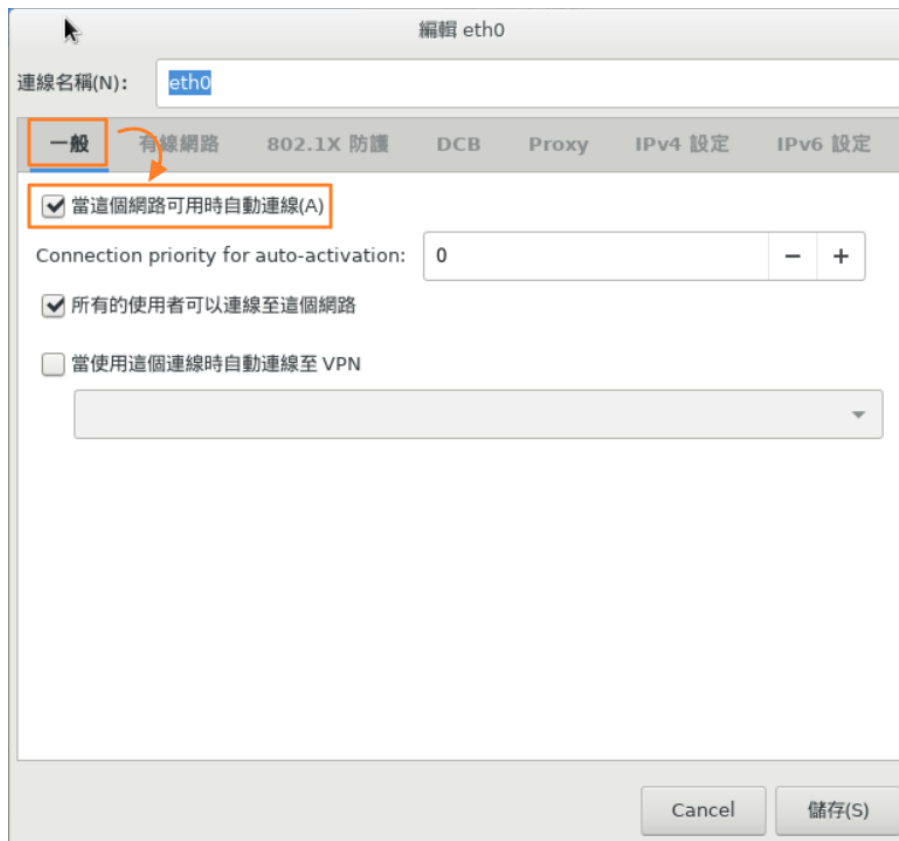 編輯 eth0
連線名稱(N): eth0
一般 有線網路 802.1X 防護 DCB Proxy IPv4 設定 IPv6 設定
當這個網路可用時自動連線(A)
Connection priority for auto-activation: 0 − +
所有的使用者可以連線至這個網路
當使用這個連線時自動連線至 VPN
Cancel 儲存(S)